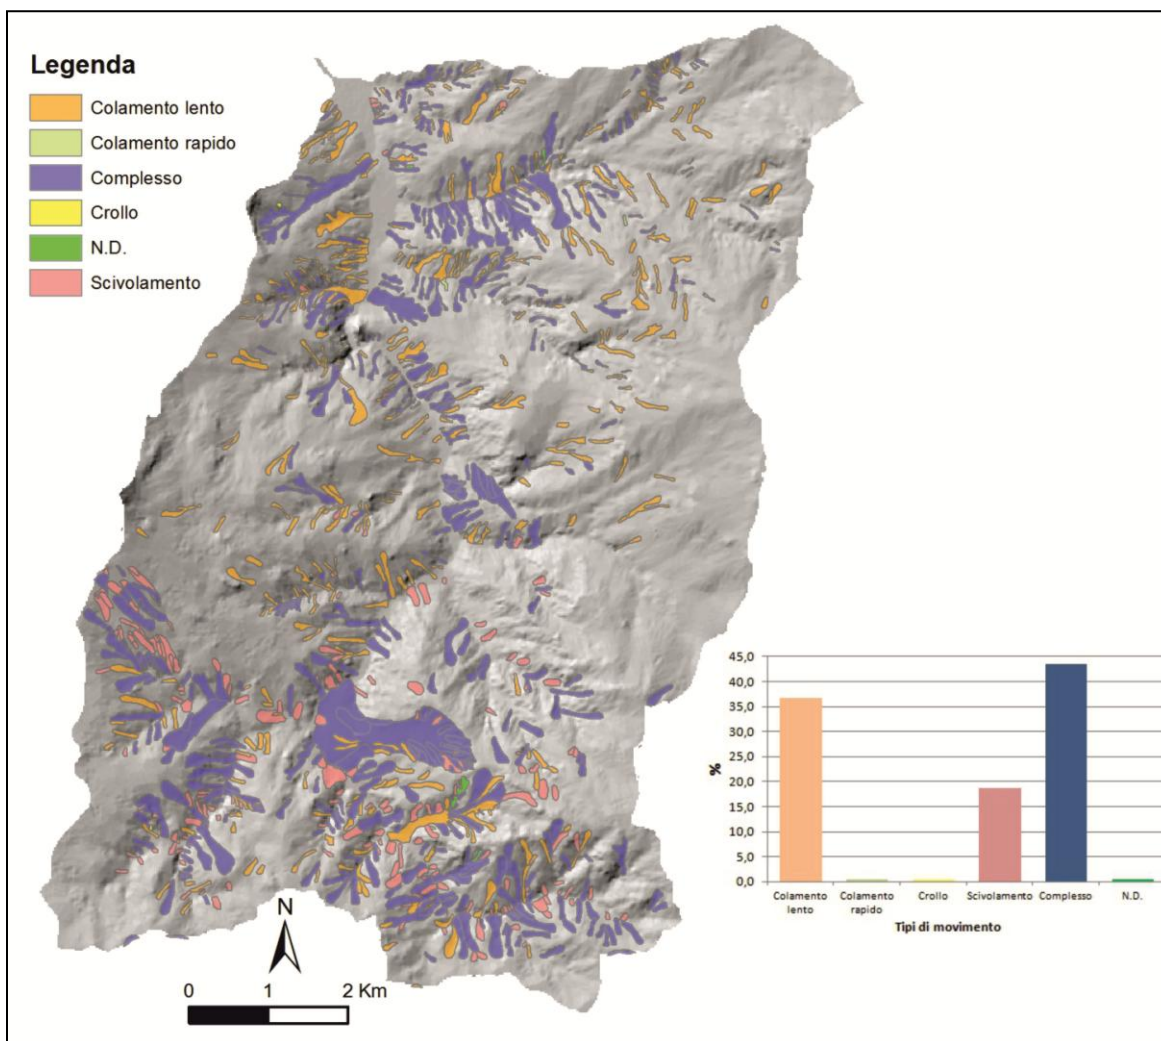 Legenda
Colamento lento
Colamento rapido
Complesso
Crollo
N.D.
Scivolamento
N
0 1 2 Km
45,0
40,0
35,0
30,0
25,0
20,0
15,0
10,0
5,0
0,0
%
Colamento lento
Colamento rapido
Crollo
Scivolamento
Complesso
N.D.
Tipi di movimento